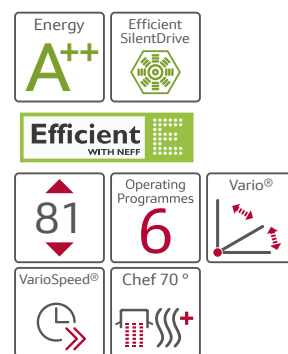 Energy
A++
Efficient
SilentDrive
Efficient
WITH NEFF
E
81
Operating
Programmes
6
Vario®
VarioSpeed®
Chef 70 °